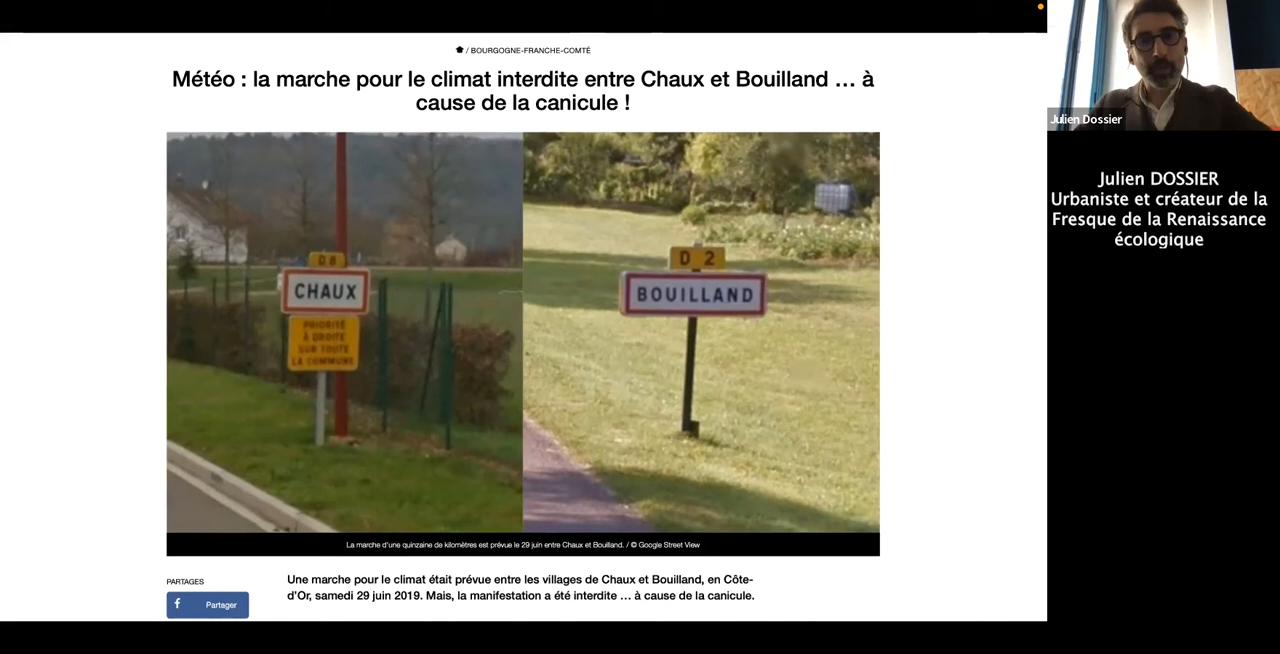 / BOURGOGNE-FRANCHE-COMTÉ
Météo : la marche pour le climat interdite entre Chaux et Bouilland … à
cause de la canicule !
D 8
CHAUX
PRIORITÉ
À DROITE
SUR TOUTE
LA COMMUNE
D 2
BOUILLAND
La marche d'une quinzaine de kilomètres est prévue le 29 juin entre Chaux et Bouilland. / © Google Street View
PARTAGES
f Partager
Une marche pour le climat était prévue entre les villages de Chaux et Bouilland, en Côte-
d'Or, samedi 29 juin 2019. Mais, la manifestation a été interdite … à cause de la canicule.
Julien Dossier
Julien DOSSIER
Urbaniste et créateur de la
Fresque de la Renaissance
écologique